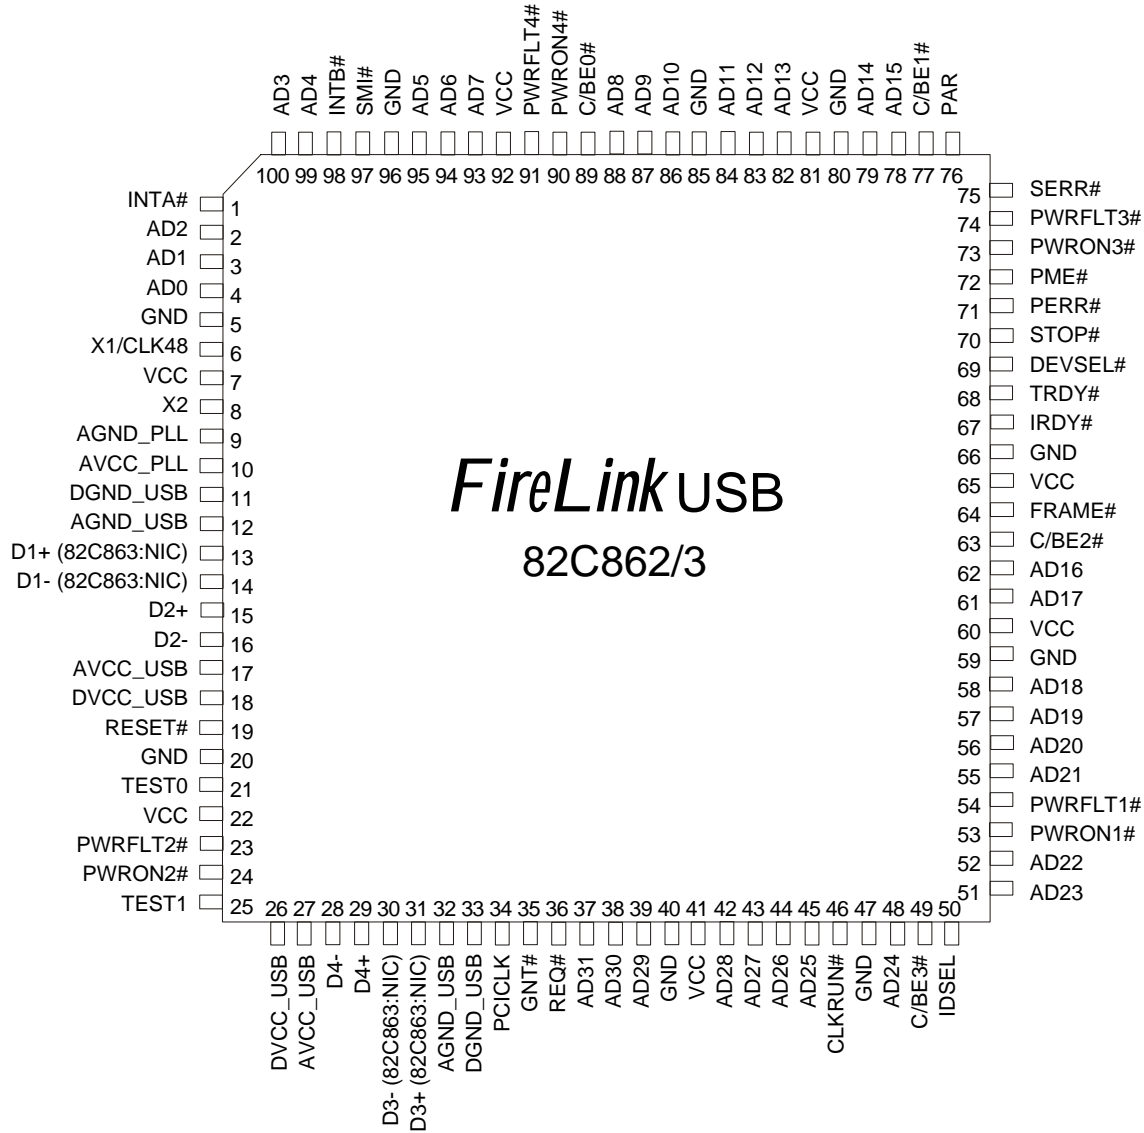 AD3
AD4
INTB#
SMI#
GND
AD5
AD6
AD7
VCC
PWRFLT4#
PWRON4#
C/BE0#
AD8
AD9
AD10
GND
AD11
AD12
AD13
VCC
GND
AD14
AD15
C/BE1#
PAR
100 99 98 97 96 95 94 93 92 91 90 89 88 87 86 85 84 83 82 81 80 79 78 77 76
INTA# 1
AD2 2
AD1 3
AD0 4
GND 5
X1/CLK48 6
VCC 7
X2 8
AGND_PLL 9
AVCC_PLL 10
DGND_USB 11
AGND_USB 12
D1+ (82C863:NIC) 13
D1- (82C863:NIC) 14
D2+ 15
D2- 16
AVCC_USB 17
DVCC_USB 18
RESET# 19
GND 20
TEST0 21
VCC 22
PWRFLT2# 23
PWRON2# 24
TEST1 25
FireLink USB
82C862/3
75 SERR#
74 PWRFLT3#
73 PWRON3#
72 PME#
71 PERR#
70 STOP#
69 DEVSEL#
68 TRDY#
67 IRDY#
66 GND
65 VCC
64 FRAME#
63 C/BE2#
62 AD16
61 AD17
60 VCC
59 GND
58 AD18
57 AD19
56 AD20
55 AD21
54 PWRFLT1#
53 PWRON1#
52 AD22
51 AD23
26 27 28 29 30 31 32 33 34 35 36 37 38 39 40 41 42 43 44 45 46 47 48 49 50
DVCC_USB
AVCC_USB
D4-
D4+
D3- (82C863:NIC)
D3+ (82C863:NIC)
AGND_USB
DGND_USB
PCICLK
GNT#
REQ#
AD31
AD30
AD29
GND
VCC
AD28
AD27
AD26
AD25
CLKRUN#
GND
AD24
C/BE3#
IDSEL